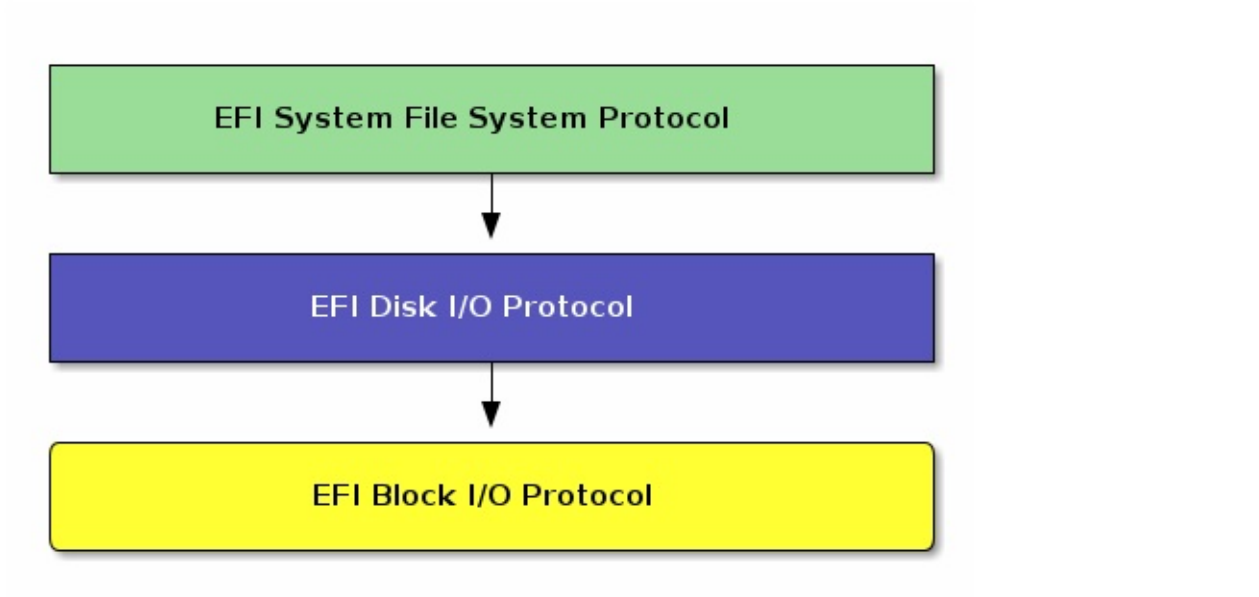 EFI System File System Protocol
EFI Disk I/O Protocol
EFI Block I/O Protocol